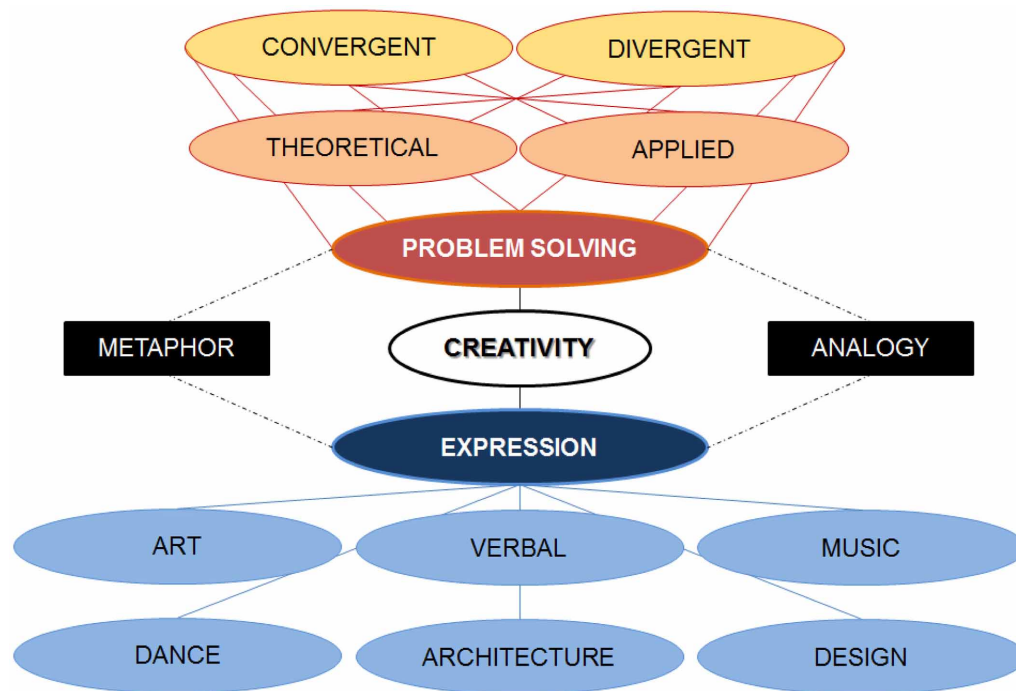 CONVERGENT
DIVERGENT
THEORETICAL
APPLIED
PROBLEM SOLVING
METAPHOR
CREATIVITY
ANALOGY
EXPRESSION
ART
VERBAL
MUSIC
DANCE
ARCHITECTURE
DESIGN